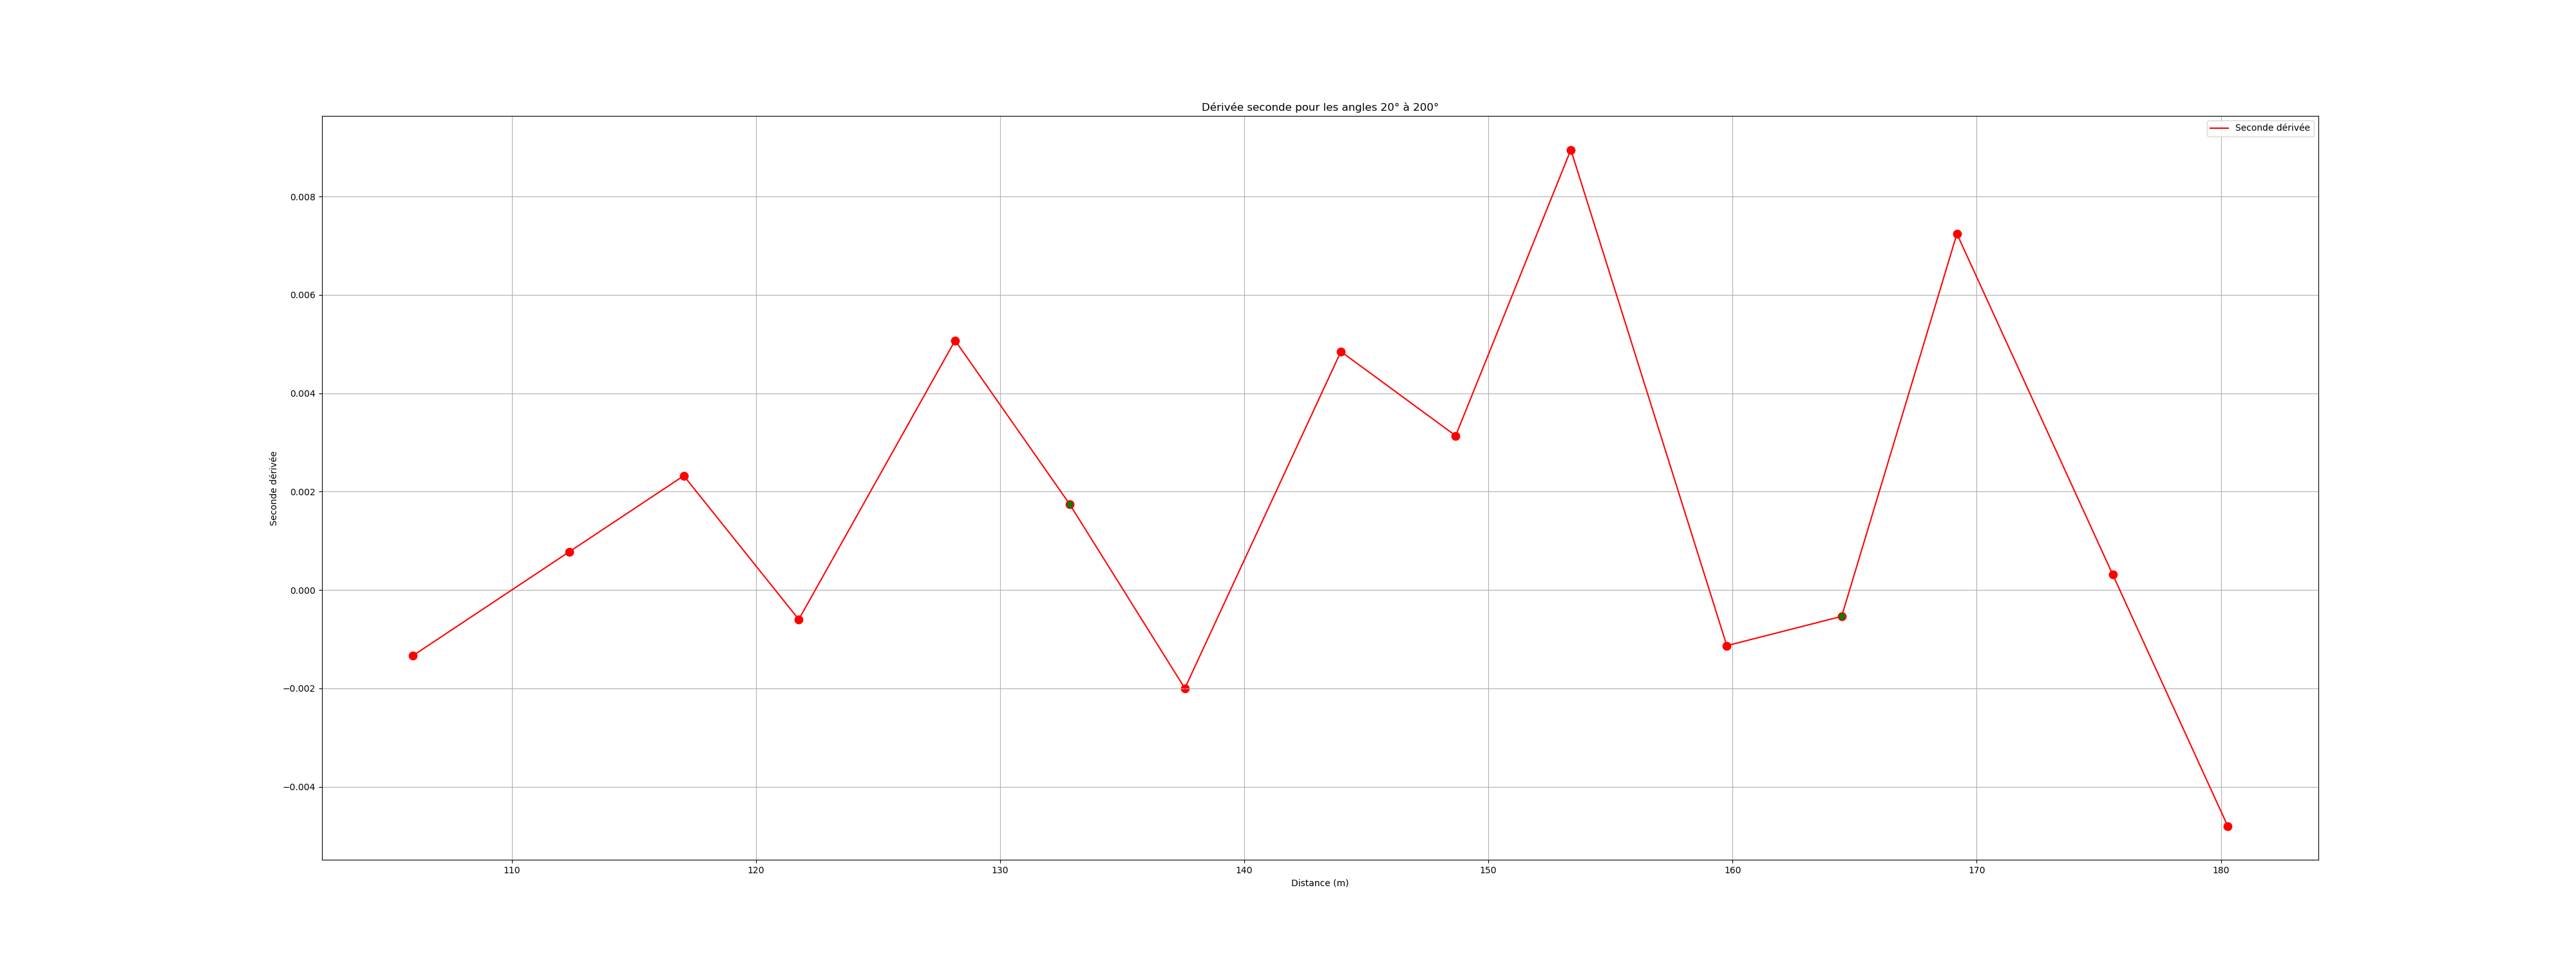 Dérivée seconde pour les angles 20° à 200°
Seconde dérivée
0.008
0.006
0.004
0.002
0.000
−0.002
−0.004
Seconde dérivée
110 120 130 140 150 160 170 180
Distance (m)